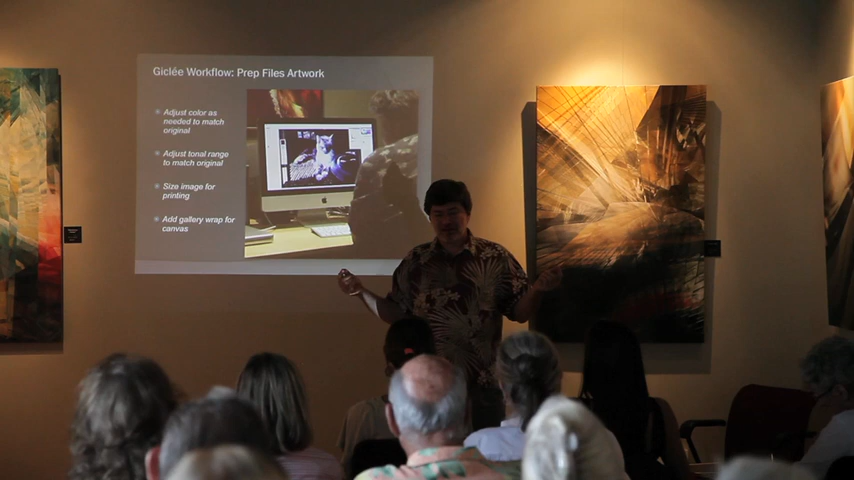 Giclée Workflow: Prep Files Artwork
Adjust color as
needed to match
original
Adjust tonal range
to match original
Size image for
printing
Add gallery wrap for
canvas